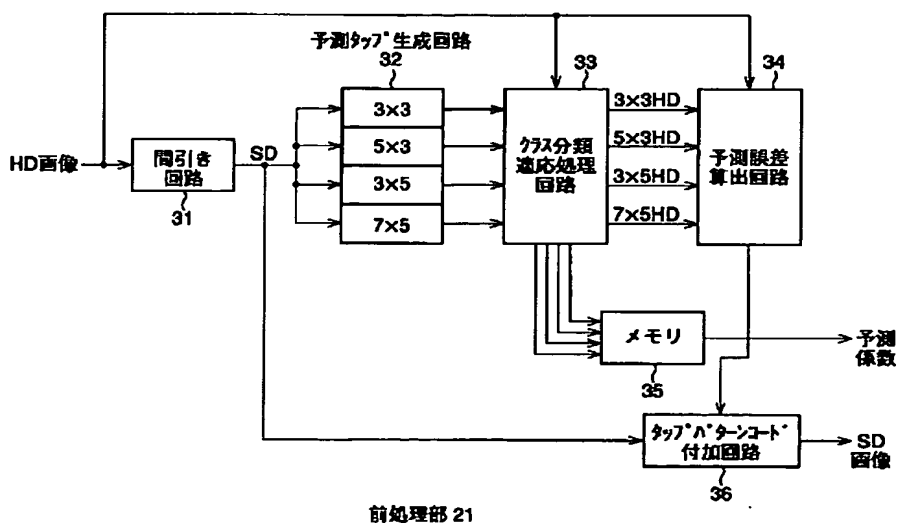 予測ﾀｯﾌﾟ生成回路
32
33
34
HD画像
間引き
回路
31
SD
3×3
5×3
3×5
7×5
ｸﾗｽ分類
適応処理
回路
3×3HD
5×3HD
3×5HD
7×5HD
予測誤差
算出回路
メモリ
35
予測
係数
ﾀｯﾌﾟﾊﾟﾀｰﾝｺｰﾄﾞ
付加回路
36
SD
画像
前処理部 21